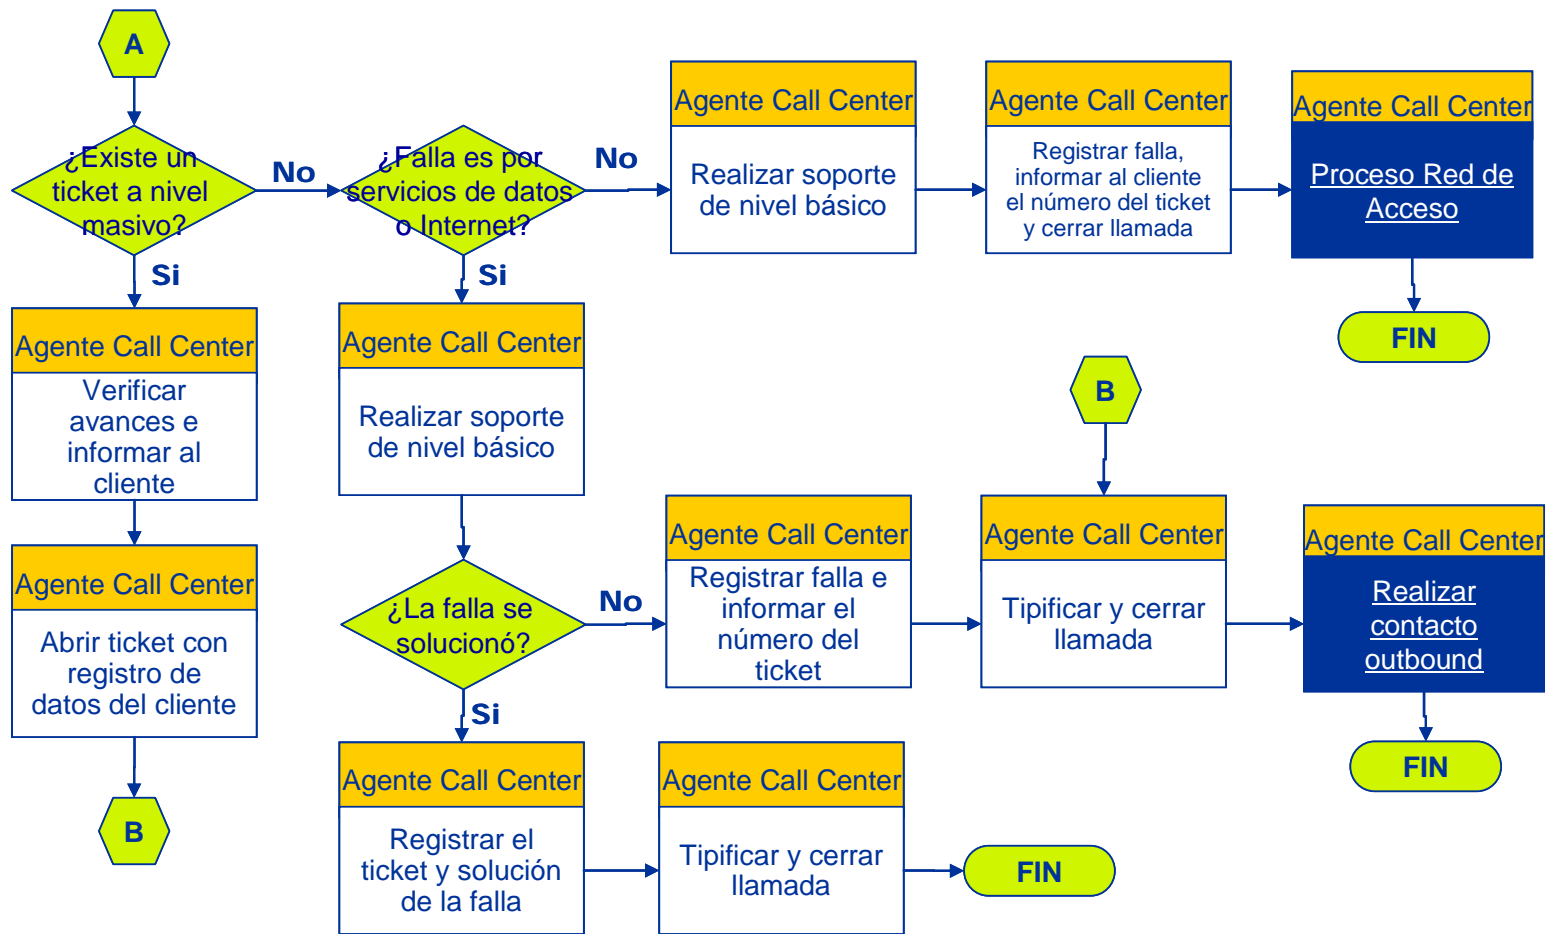 A
¿Existe un
ticket a nivel
masivo?
No
Si
¿Falla es por
servicios de datos
o Internet?
No
Si
Agente Call Center
Realizar soporte
de nivel básico
Agente Call Center
Registrar falla,
informar al cliente
el número del ticket
y cerrar llamada
Agente Call Center
Proceso Red de
Acceso
FIN
Agente Call Center
Verificar
avances e
informar al
cliente
Agente Call Center
Abrir ticket con
registro de
datos del cliente
B
Agente Call Center
Realizar soporte
de nivel básico
¿La falla se
solucionó?
No
Si
Agente Call Center
Registrar falla e
informar el
número del
ticket
B
Agente Call Center
Tipificar y cerrar
llamada
Agente Call Center
Realizar
contacto
outbound
FIN
Agente Call Center
Registrar el
ticket y solución
de la falla
Agente Call Center
Tipificar y cerrar
llamada
FIN